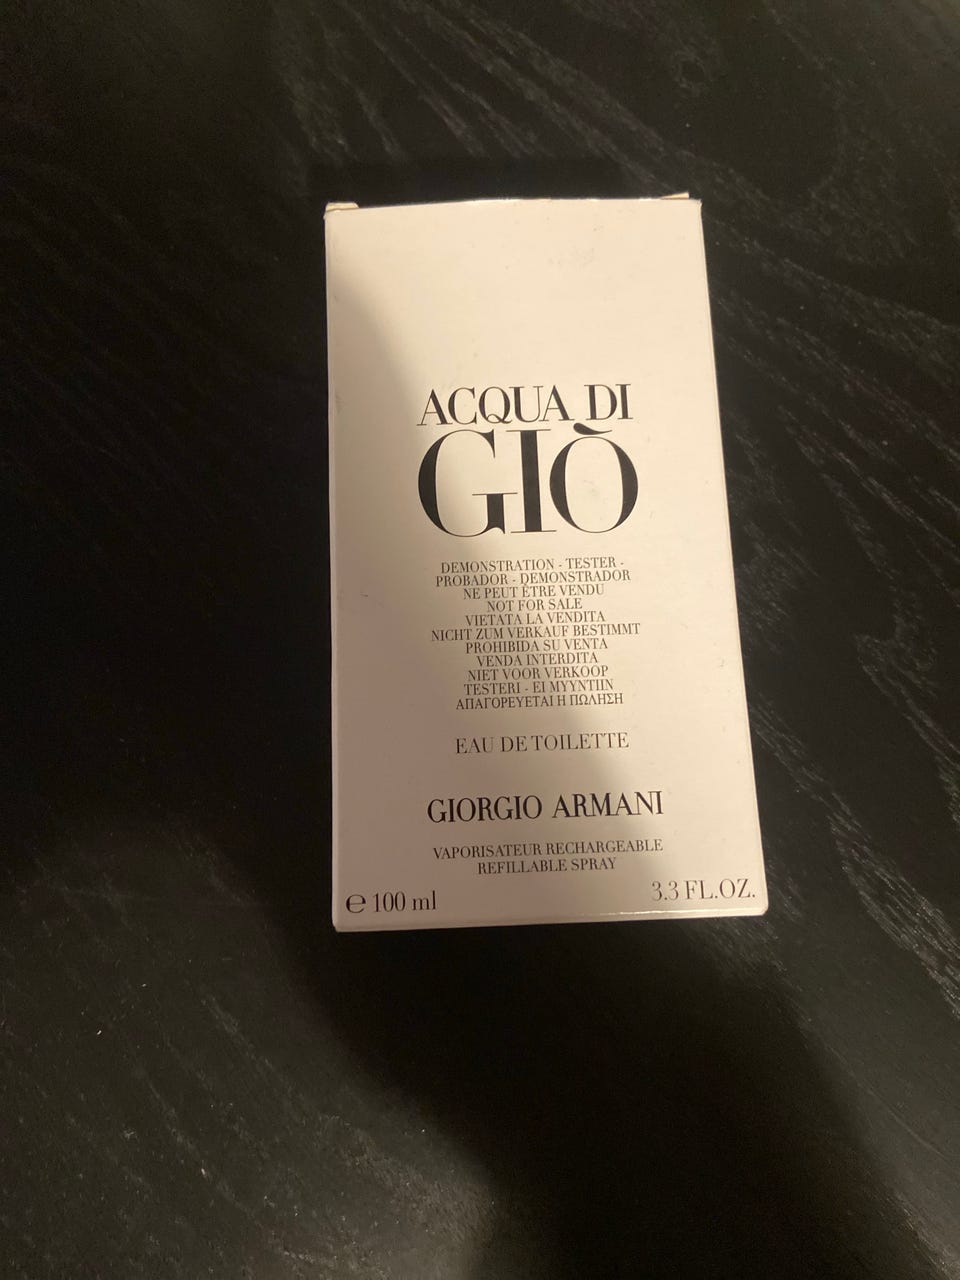 ACQUA DI
GIÒ
DEMONSTRATION - TESTER -
PROBADOR - DEMONSTRADOR
NE PEUT ÊTRE VENDU
NOT FOR SALE
VIETATA LA VENDITA
NICHT ZUM VERKAUF BESTIMMT
PROHIBIDA SU VENTA
VENDA INTERDITA
NIET VOOR VERKOOP
TESTERI - EI MYYNTIIN
ΑΠΑΓΟΡΕΥΕΤΑΙ Η ΠΩΛΗΣΗ
EAU DE TOILETTE
GIORGIO ARMANI
VAPORISATEUR RECHARGEABLE
REFILLABLE SPRAY
℮ 100 ml 3.3 FL.OZ.